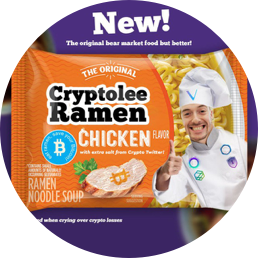 New!
The original bear market food but better!
THE ORIGINAL
Cryptolee
Ramen
CHICKEN FLAVOR
with extra salt from Crypto Twitter!
RAMEN
NOODLE SOUP
when crying over crypto losses